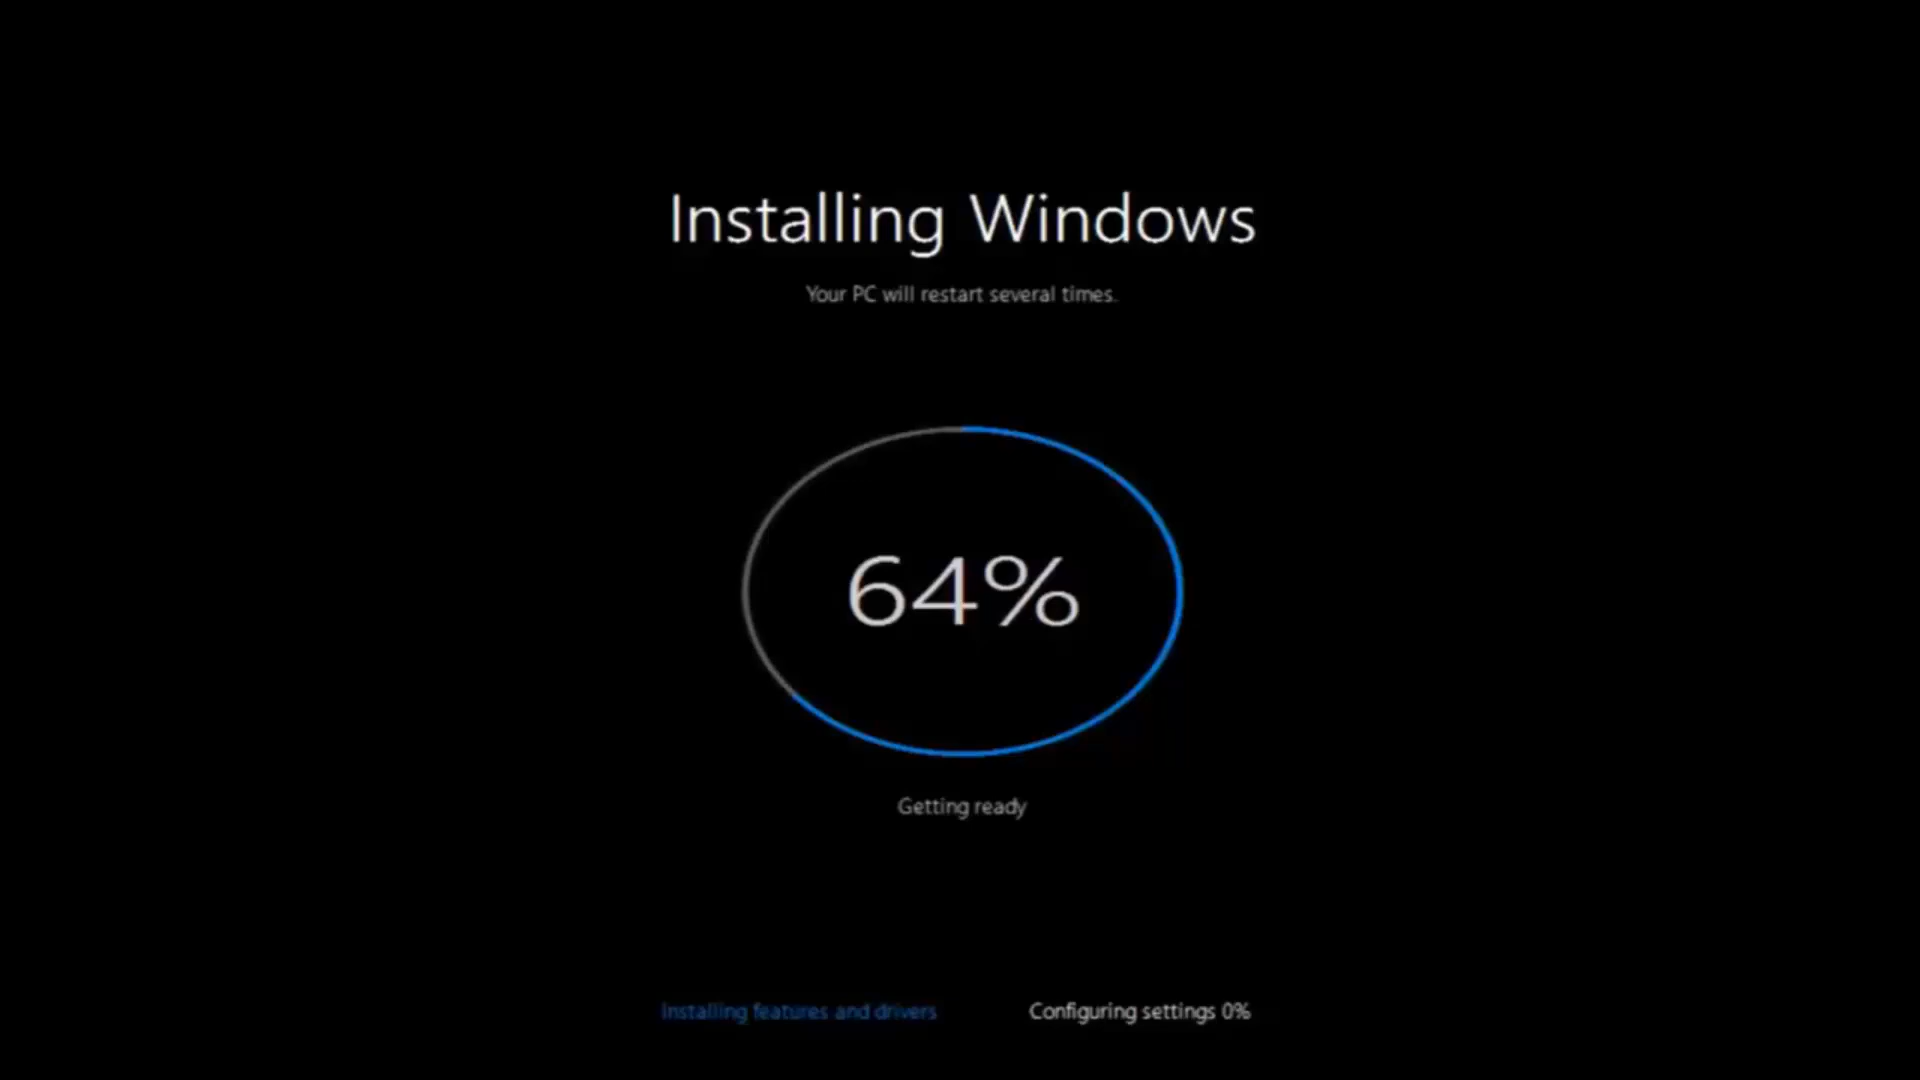 Installing Windows
Your PC will restart several times.
64%
Getting ready
Installing features and drivers
Configuring settings 0%